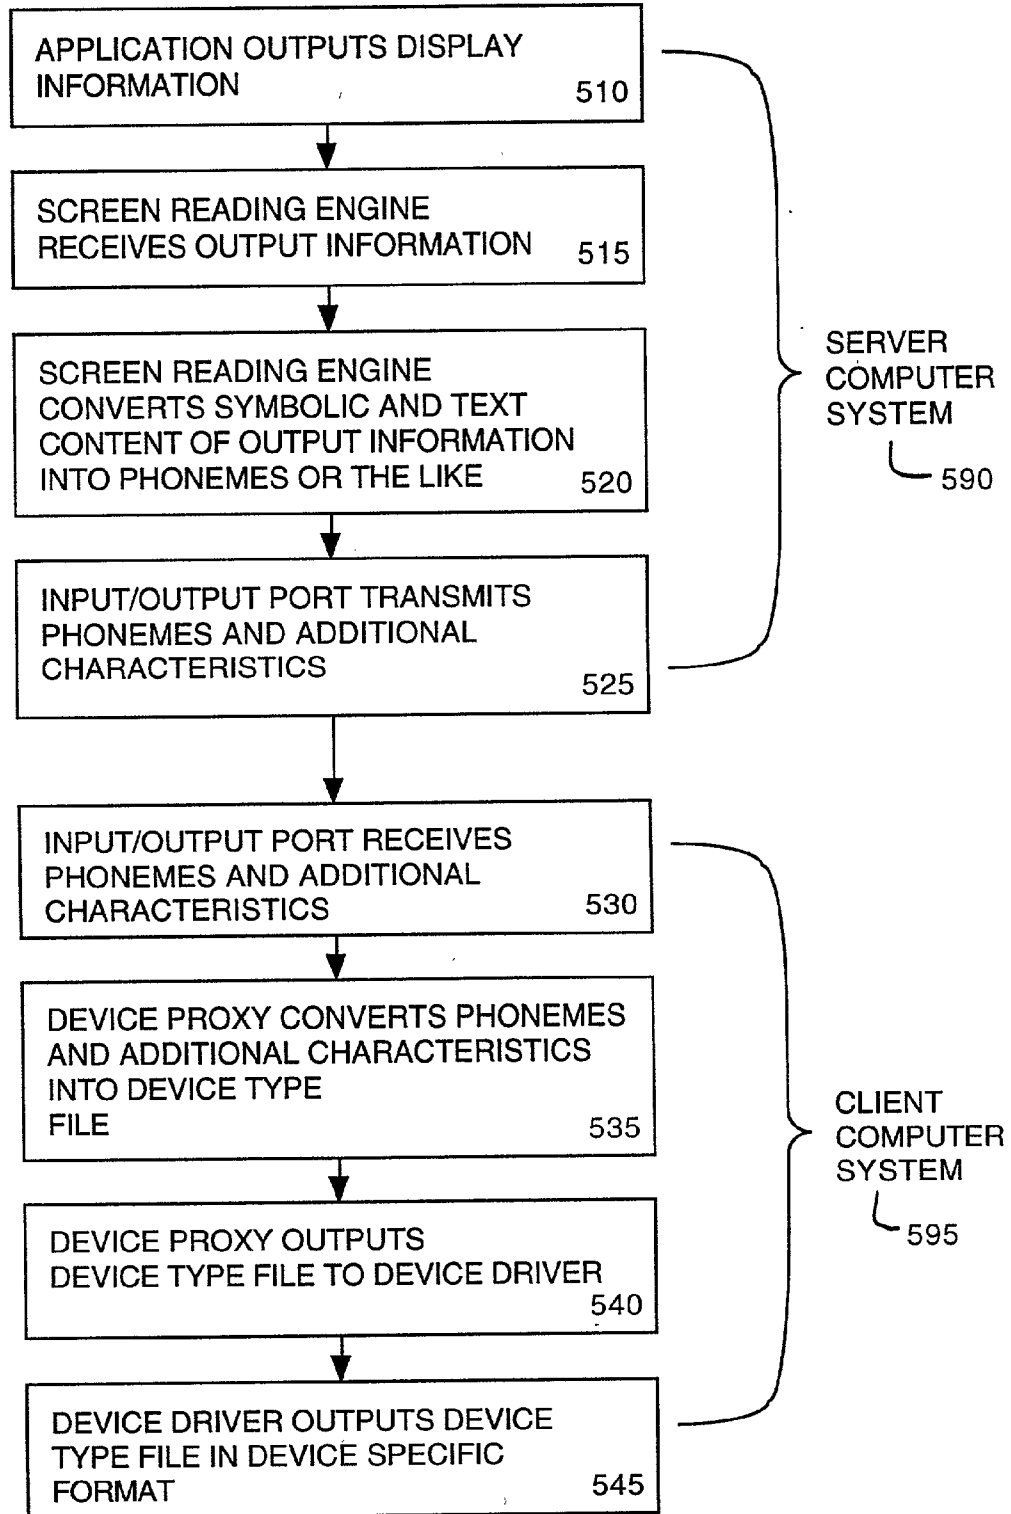 APPLICATION OUTPUTS DISPLAY
INFORMATION
510
SCREEN READING ENGINE
RECEIVES OUTPUT INFORMATION
515
SCREEN READING ENGINE
CONVERTS SYMBOLIC AND TEXT
CONTENT OF OUTPUT INFORMATION
INTO PHONEMES OR THE LIKE
520
INPUT/OUTPUT PORT TRANSMITS
PHONEMES AND ADDITIONAL
CHARACTERISTICS
525
SERVER
COMPUTER
SYSTEM
590
INPUT/OUTPUT PORT RECEIVES
PHONEMES AND ADDITIONAL
CHARACTERISTICS
530
DEVICE PROXY CONVERTS PHONEMES
AND ADDITIONAL CHARACTERISTICS
INTO DEVICE TYPE
FILE
535
DEVICE PROXY OUTPUTS
DEVICE TYPE FILE TO DEVICE DRIVER
540
DEVICE DRIVER OUTPUTS DEVICE
TYPE FILE IN DEVICE SPECIFIC
FORMAT
545
CLIENT
COMPUTER
SYSTEM
595